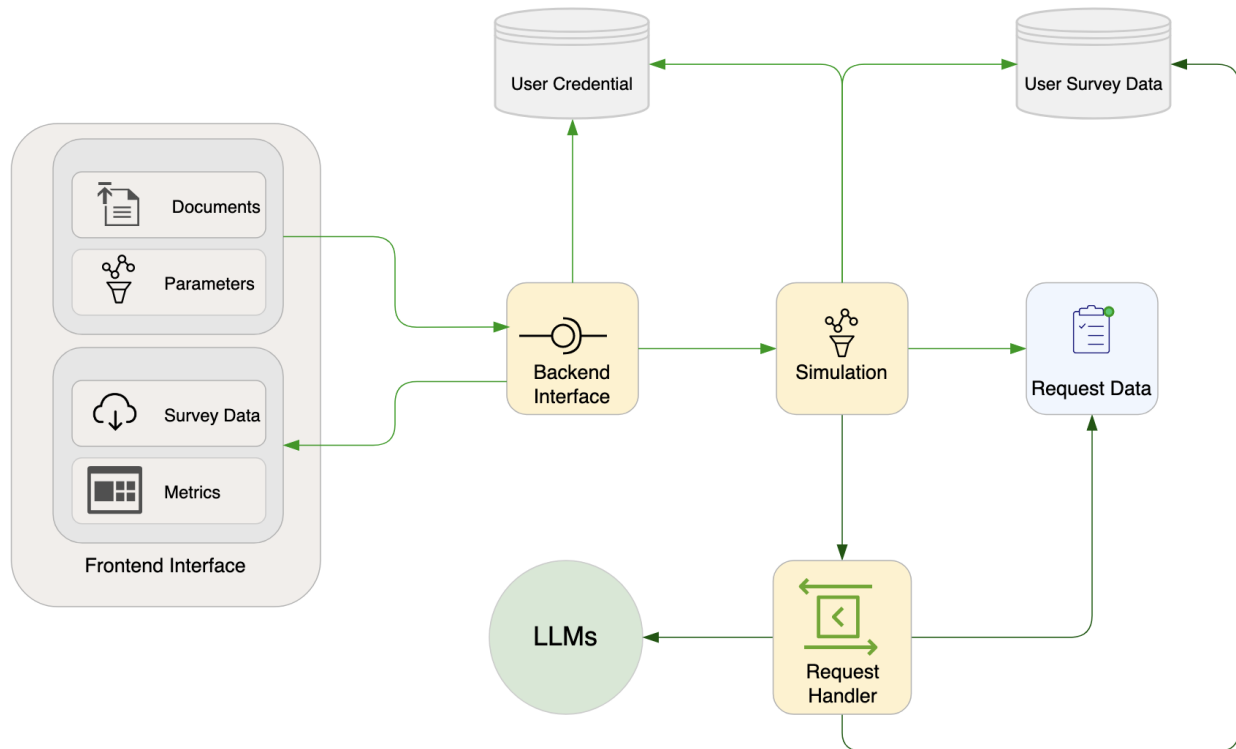 User Credential
User Survey Data
Documents
Parameters
Survey Data
Metrics
Frontend Interface
Backend
Interface
Simulation
Request Data
LLMs
Request
Handler